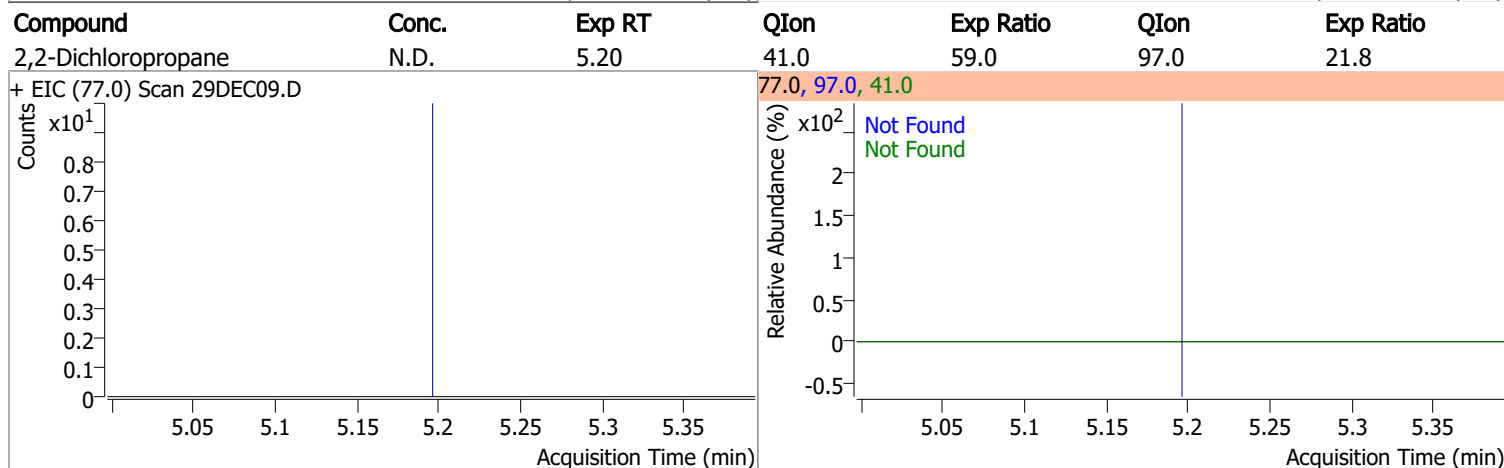 Compound Conc. Exp RT QIon Exp Ratio QIon Exp Ratio
2,2-Dichloropropane N.D. 5.20 41.0 59.0 97.0 21.8
+ EIC (77.0) Scan 29DEC09.D
Counts
x10¹
0.8
0.7
0.6
0.5
0.4
0.3
0.2
0.1
0
5.05 5.1 5.15 5.2 5.25 5.3 5.35
Acquisition Time (min)
77.0, 97.0, 41.0
Relative Abundance (%)
x10²
Not Found
Not Found
2
1.5
1
0.5
0
-0.5
5.05 5.1 5.15 5.2 5.25 5.3 5.35
Acquisition Time (min)